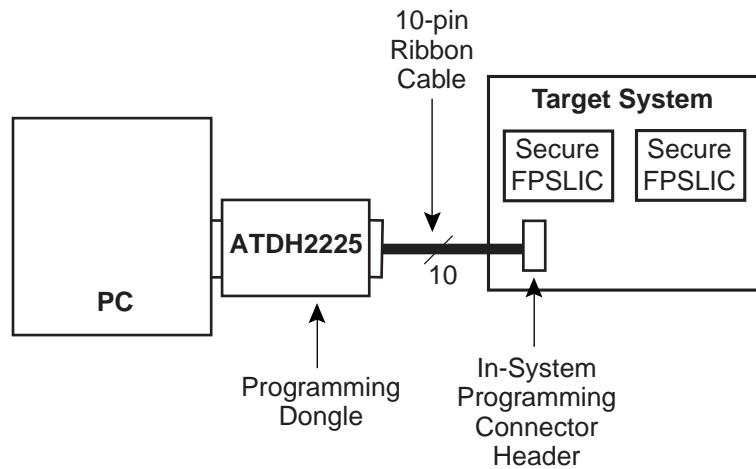 10-pin
Ribbon
Cable
Target System
Secure
FPSLIC
Secure
FPSLIC
ATDH2225
10
PC
Programming
Dongle
In-System
Programming
Connector
Header